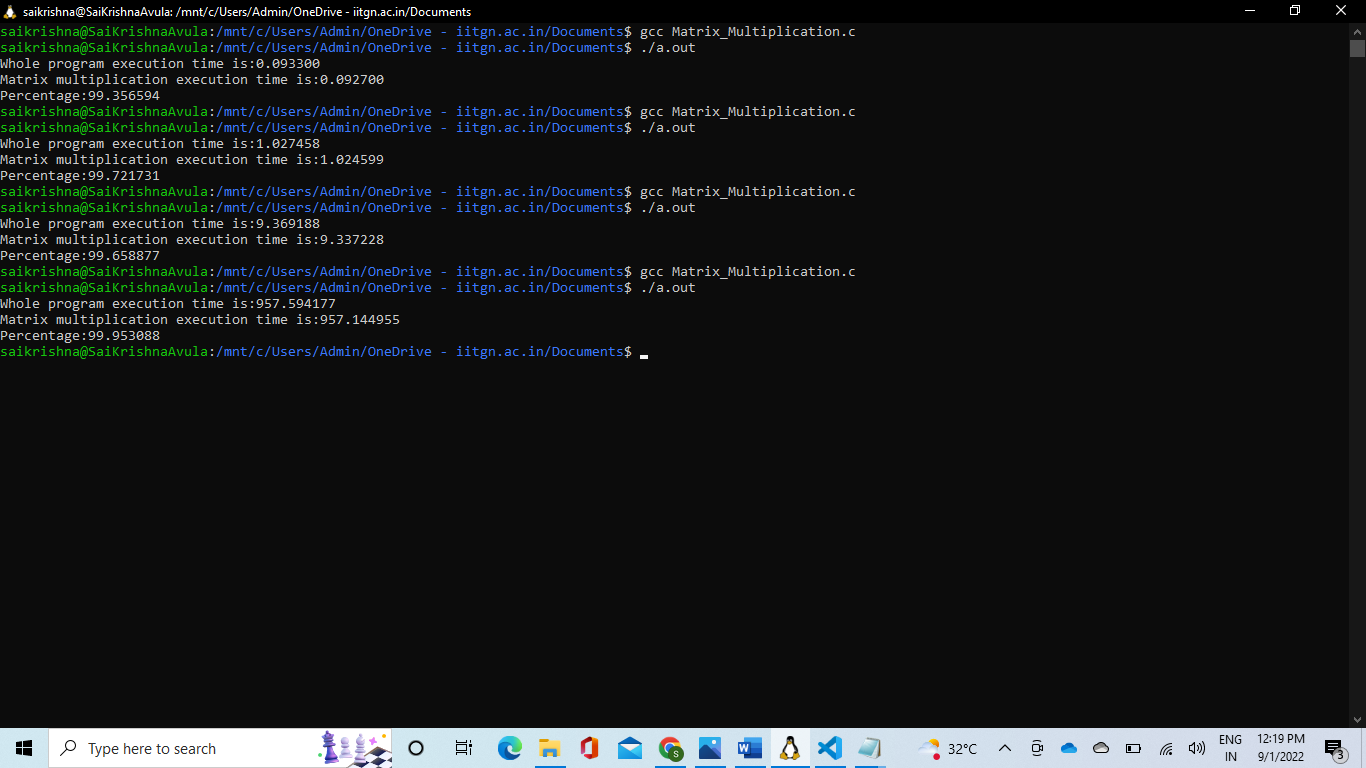 saikrishna@SaiKrishnaAvula: /mnt/c/Users/Admin/OneDrive - iitgn.ac.in/Documents
saikrishna@SaiKrishnaAvula:/mnt/c/Users/Admin/OneDrive - iitgn.ac.in/Documents$ gcc Matrix_Multiplication.c
saikrishna@SaiKrishnaAvula:/mnt/c/Users/Admin/OneDrive - iitgn.ac.in/Documents$ ./a.out
Whole program execution time is:0.093300
Matrix multiplication execution time is:0.092700
Percentage:99.356594
saikrishna@SaiKrishnaAvula:/mnt/c/Users/Admin/OneDrive - iitgn.ac.in/Documents$ gcc Matrix_Multiplication.c
saikrishna@SaiKrishnaAvula:/mnt/c/Users/Admin/OneDrive - iitgn.ac.in/Documents$ ./a.out
Whole program execution time is:1.027458
Matrix multiplication execution time is:1.024599
Percentage:99.721731
saikrishna@SaiKrishnaAvula:/mnt/c/Users/Admin/OneDrive - iitgn.ac.in/Documents$ gcc Matrix_Multiplication.c
saikrishna@SaiKrishnaAvula:/mnt/c/Users/Admin/OneDrive - iitgn.ac.in/Documents$ ./a.out
Whole program execution time is:9.369188
Matrix multiplication execution time is:9.337228
Percentage:99.658877
saikrishna@SaiKrishnaAvula:/mnt/c/Users/Admin/OneDrive - iitgn.ac.in/Documents$ gcc Matrix_Multiplication.c
saikrishna@SaiKrishnaAvula:/mnt/c/Users/Admin/OneDrive - iitgn.ac.in/Documents$ ./a.out
Whole program execution time is:957.594177
Matrix multiplication execution time is:957.144955
Percentage:99.953088
saikrishna@SaiKrishnaAvula:/mnt/c/Users/Admin/OneDrive - iitgn.ac.in/Documents$
Type here to search
S
W
32°C
ENG
IN
12:19 PM
9/1/2022
3